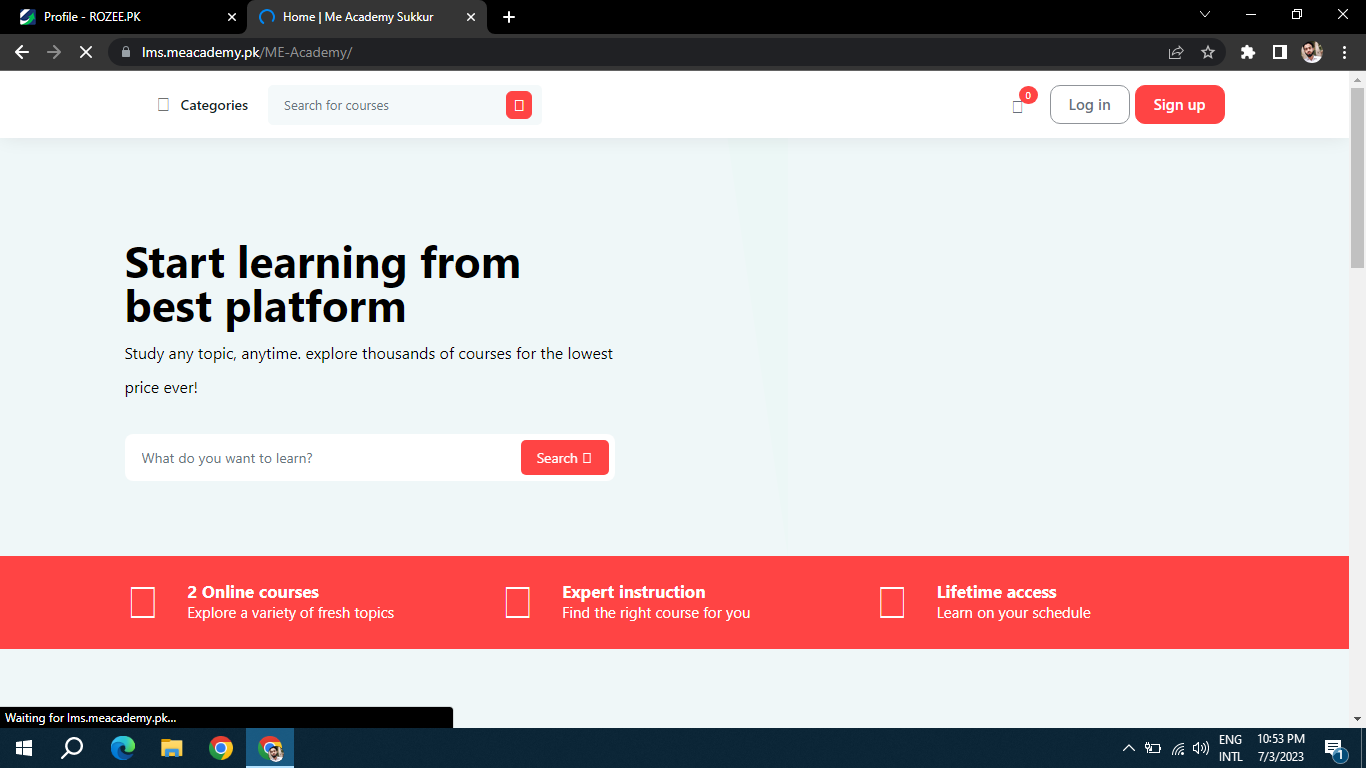 Profile - ROZEE.PK
Home | Me Academy Sukkur
lms.meacademy.pk/ME-Academy/
Categories
Search for courses
0
Log in
Sign up
Start learning from
best platform
Study any topic, anytime. explore thousands of courses for the lowest
price ever!
What do you want to learn?
Search
2 Online courses
Explore a variety of fresh topics
Expert instruction
Find the right course for you
Lifetime access
Learn on your schedule
Waiting for lms.meacademy.pk...
ENG
INTL
10:53 PM
7/3/2023
1